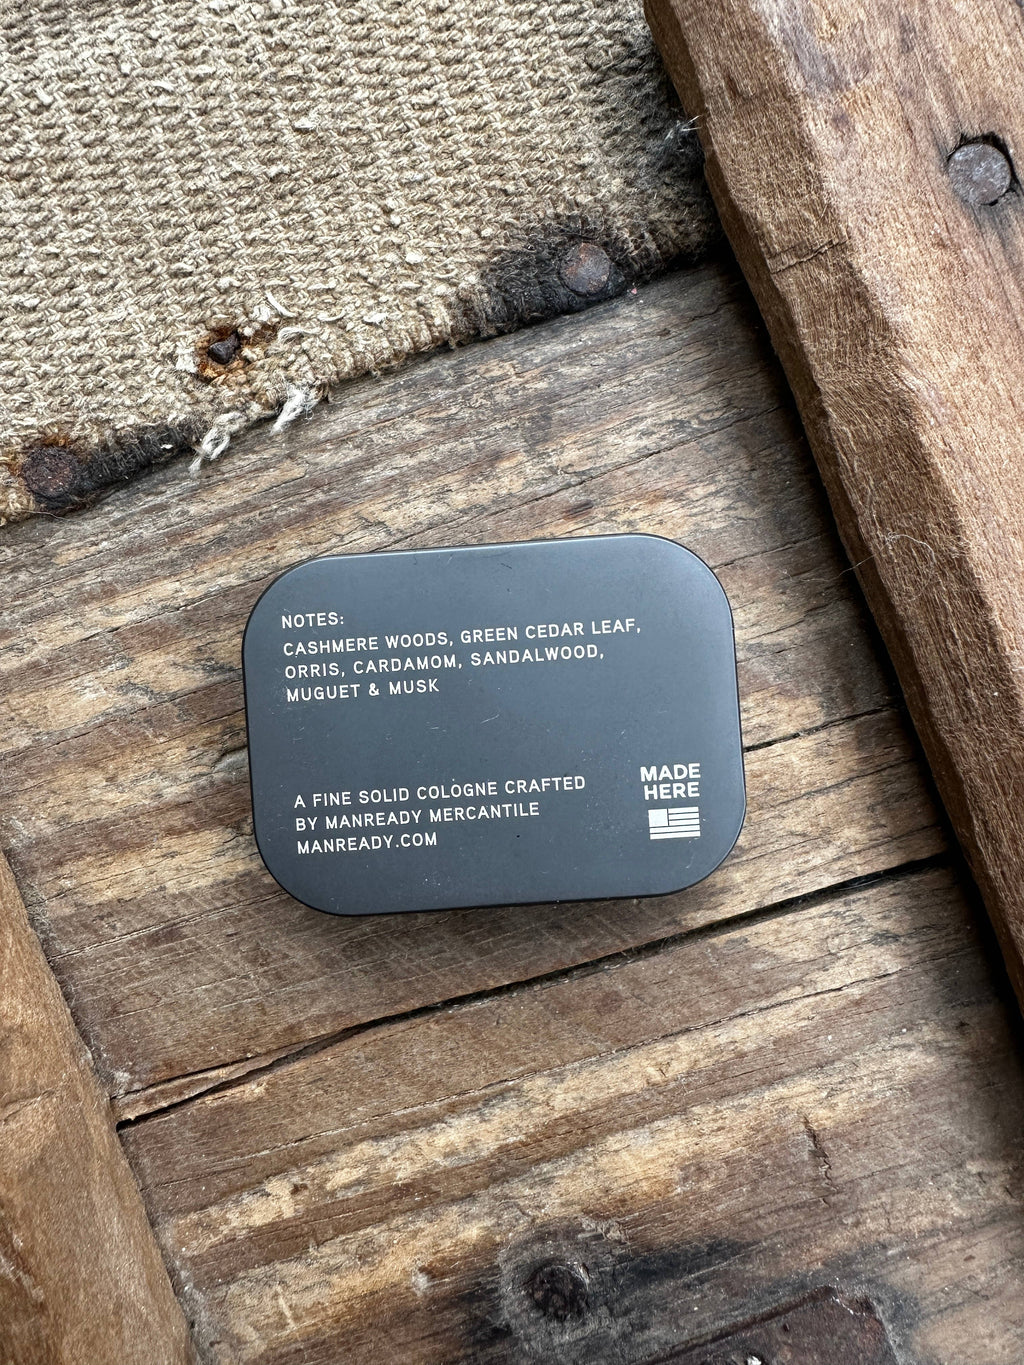 NOTES:
CASHMERE WOODS, GREEN CEDAR LEAF,
ORRIS, CARDAMOM, SANDALWOOD,
MUGUET & MUSK
A FINE SOLID COLOGNE CRAFTED
BY MANREADY MERCANTILE
MANREADY.COM
MADE
HERE